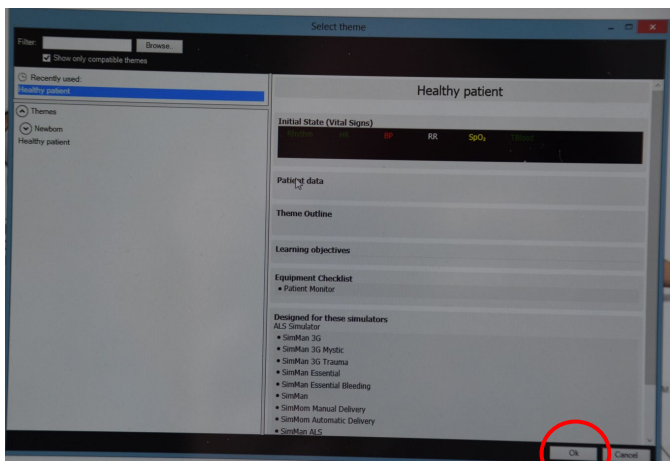 Select theme
Filter:
Browse..
Show only compatible themes
Recently used:
Healthy patient
Themes
Newborn
Healthy patient
Healthy patient
Initial State (Vital Signs)
Rhythm HR BP RR SpO₂
Patient data
Theme Outline
Learning objectives
Equipment Checklist
• Patient Monitor
Designed for these simulators
ALS Simulator
• SimMan 3G
• SimMan 3G Mystic
• SimMan 3G Trauma
• SimMan Essential
• SimMan Essential Bleeding
• SimMan
• SimMom Manual Delivery
• SimMom Automatic Delivery
• SimMan ALS
Ok
Cancel